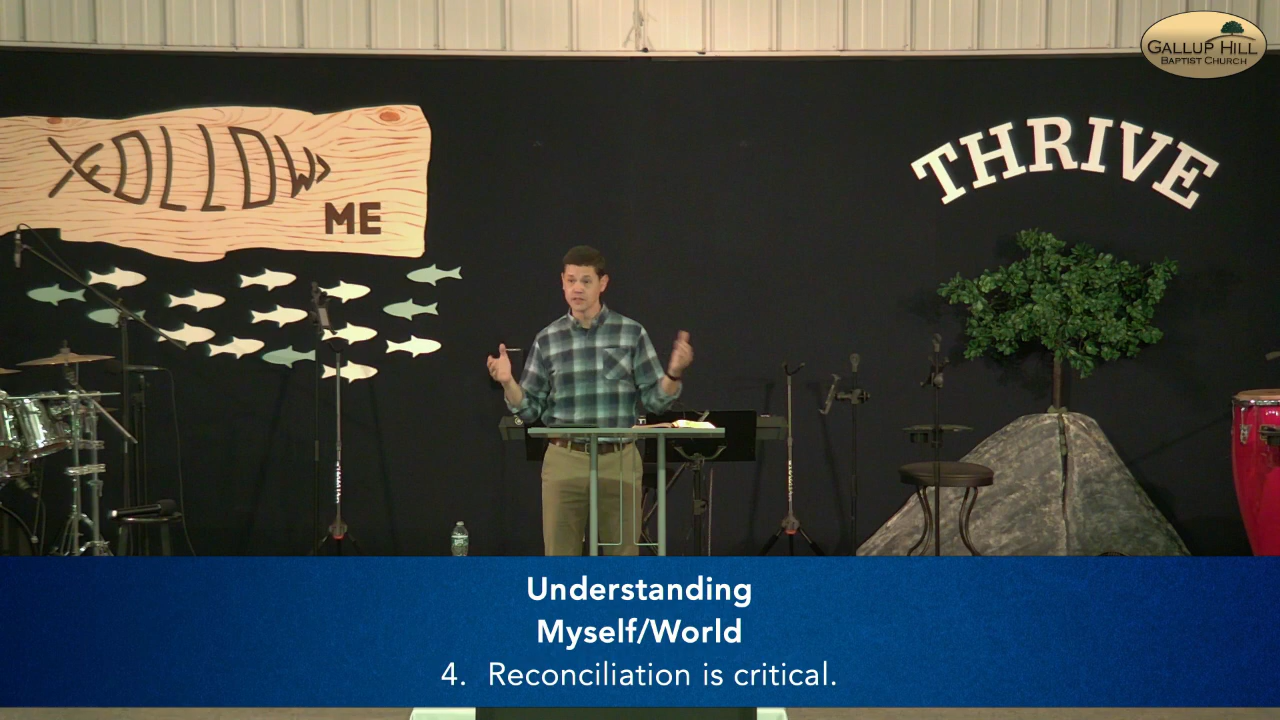 GALLUP HILL
BAPTIST CHURCH
FOLLOW
ME
THRIVE
Understanding
Myself/World
4. Reconciliation is critical.